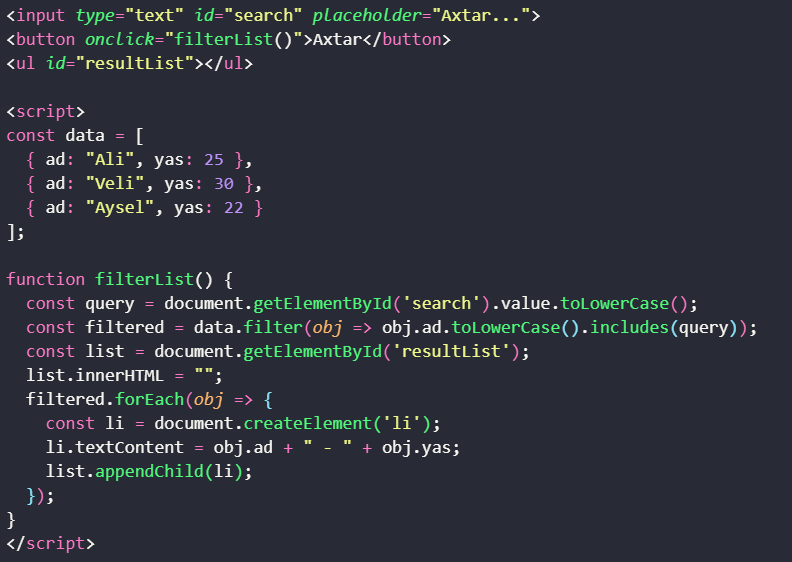 <input type="text" id="search" placeholder="Axtar...">
<button onclick="filterList()">Axtar</button>
<ul id="resultList"></ul>

<script>
const data = [
  { ad: "Ali", yas: 25 },
  { ad: "Veli", yas: 30 },
  { ad: "Aysel", yas: 22 }
];

function filterList() {
  const query = document.getElementById('search').value.toLowerCase();
  const filtered = data.filter(obj => obj.ad.toLowerCase().includes(query));
  const list = document.getElementById('resultList');
  list.innerHTML = "";
  filtered.forEach(obj => {
    const li = document.createElement('li');
    li.textContent = obj.ad + " - " + obj.yas;
    list.appendChild(li);
  });
}
</script>